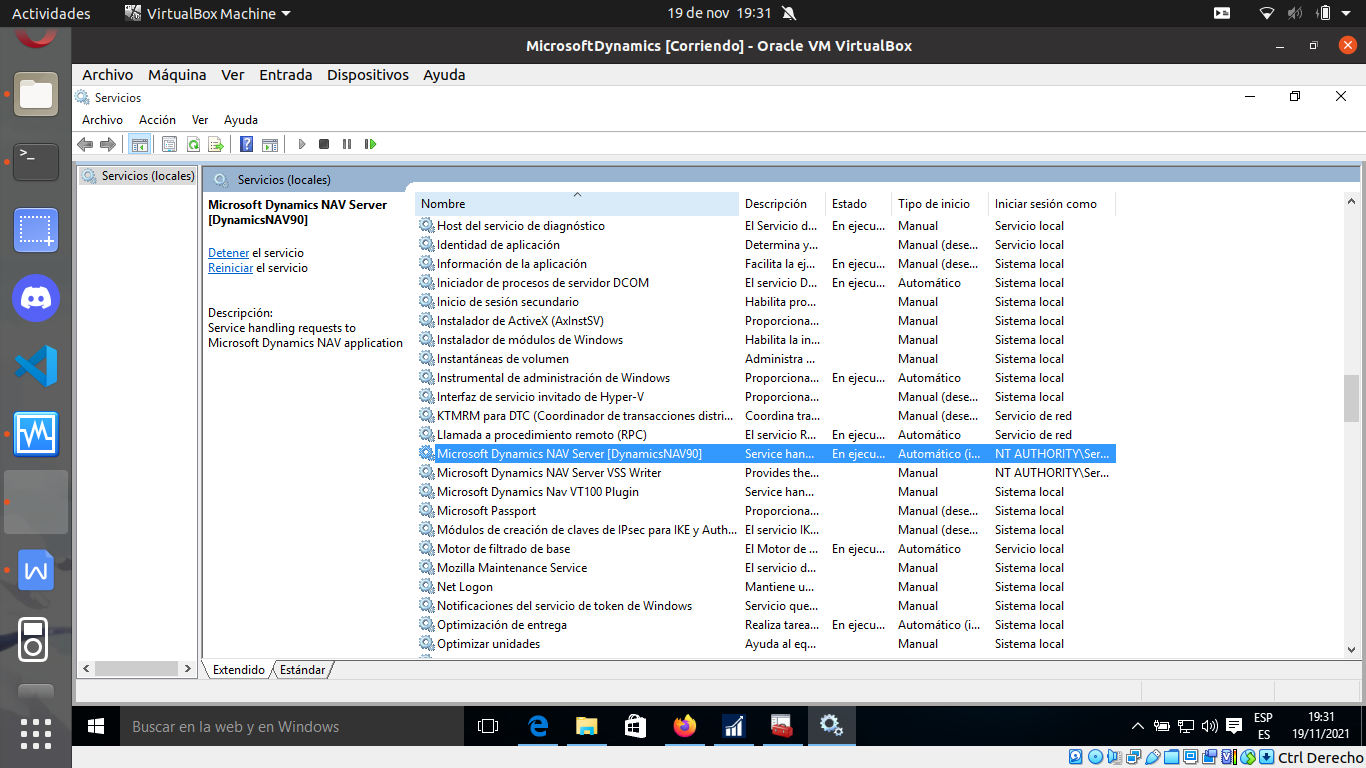 Actividades VirtualBox Machine 19 de nov 19:31
MicrosoftDynamics [Corriendo] - Oracle VM VirtualBox
Archivo Máquina Ver Entrada Dispositivos Ayuda
Servicios
Archivo Acción Ver Ayuda
Servicios (locales)
Servicios (locales)
Microsoft Dynamics NAV Server
[DynamicsNAV90]
Detener el servicio
Reiniciar el servicio
Descripción:
Service handling requests to
Microsoft Dynamics NAV application
Nombre Descripción Estado Tipo de inicio Iniciar sesión como
Host del servicio de diagnóstico El Servicio d... En ejecu... Manual Servicio local
Identidad de aplicación Determina y... Manual (dese... Servicio local
Información de la aplicación Facilita la ej... En ejecu... Manual (dese... Sistema local
Iniciador de procesos de servidor DCOM El servicio D... En ejecu... Automático Sistema local
Inicio de sesión secundario Habilita pro... Manual Sistema local
Instalador de ActiveX (AxInstSV) Proporciona... Manual Sistema local
Instalador de módulos de Windows Habilita la in... Manual Sistema local
Instantáneas de volumen Administra ... Manual Sistema local
Instrumental de administración de Windows Proporciona... En ejecu... Automático Sistema local
Interfaz de servicio invitado de Hyper-V Proporciona... Manual (dese... Sistema local
KTMRM para DTC (Coordinador de transacciones distri... Coordina tra... Manual (dese... Servicio de red
Llamada a procedimiento remoto (RPC) El servicio R... En ejecu... Automático Servicio de red
Microsoft Dynamics NAV Server [DynamicsNAV90] Service han... En ejecu... Automático (i... NT AUTHORITY\Ser...
Microsoft Dynamics NAV Server VSS Writer Provides the... Manual NT AUTHORITY\Ser...
Microsoft Dynamics Nav VT100 Plugin Service han... Manual Sistema local
Microsoft Passport Proporciona... Manual (dese... Sistema local
Módulos de creación de claves de IPsec para IKE y Auth... El servicio IK... Manual (dese... Sistema local
Motor de filtrado de base El Motor de ... En ejecu... Automático Servicio local
Mozilla Maintenance Service El servicio d... Manual Sistema local
Net Logon Mantiene u... Manual Sistema local
Notificaciones del servicio de token de Windows Servicio que... Manual Sistema local
Optimización de entrega Realiza tarea... En ejecu... Automático (i... Sistema local
Optimizar unidades Ayuda al eq... Manual Sistema local
Extendido Estándar
Buscar en la web y en Windows
ESP
ES
19:31
19/11/2021
Ctrl Derecho